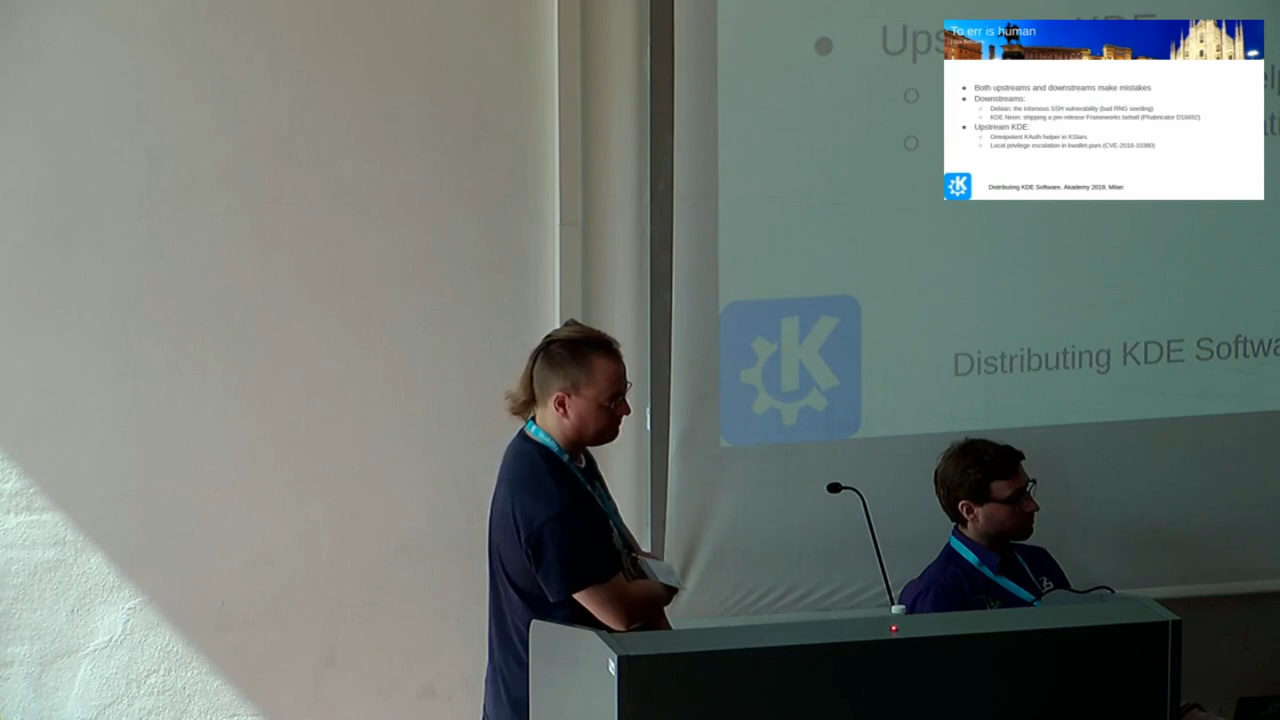 Ups
Distributing KDE Softwa
To err is human
Both upstreams and downstreams make mistakes
Downstreams:
Debian: the infamous SSH vulnerability (bad RNG seeding)
KDE Neon: shipping a pre-release Frameworks tarball (Phabricator D16692)
Upstream KDE:
Omnipotent KAuth helper in KStars
Local privilege escalation in kwallet-pam (CVE-2018-10380)
Distributing KDE Software, Akademy 2019, Milan